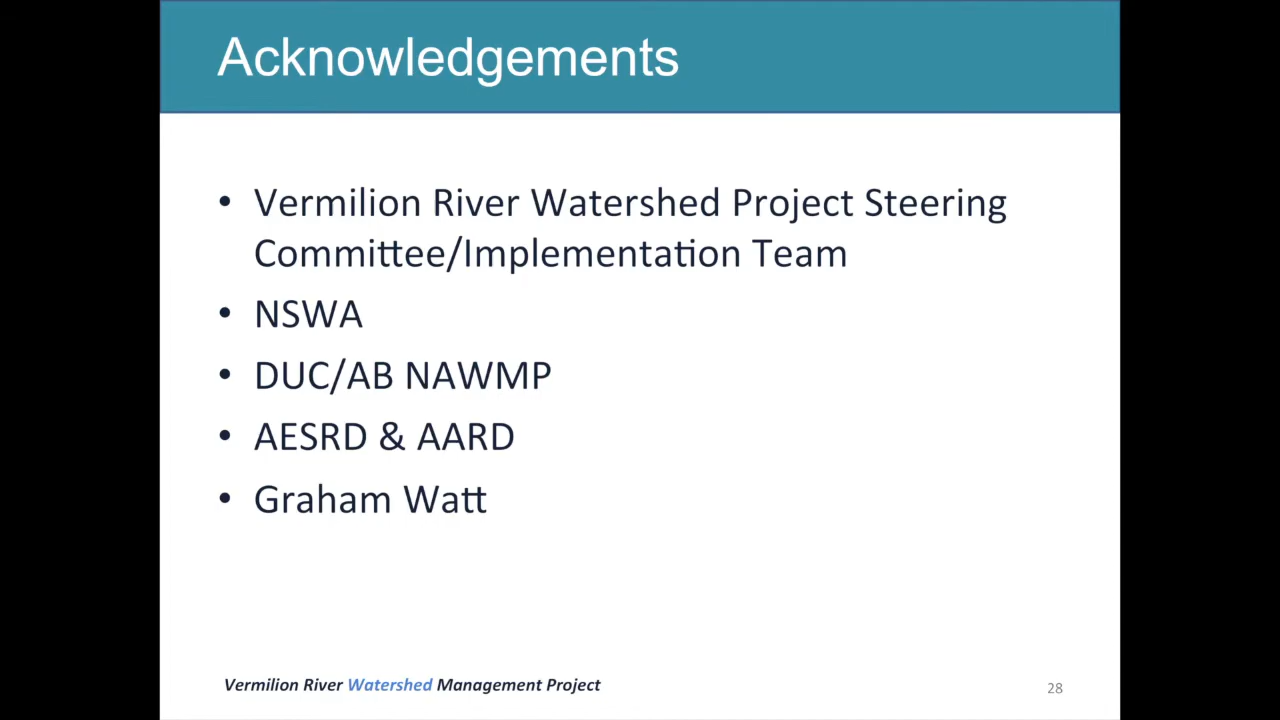 Acknowledgements
• Vermilion River Watershed Project Steering
Committee/Implementation Team
• NSWA
• DUC/AB NAWMP
• AESRD & AARD
• Graham Watt
Vermilion River Watershed Management Project
28